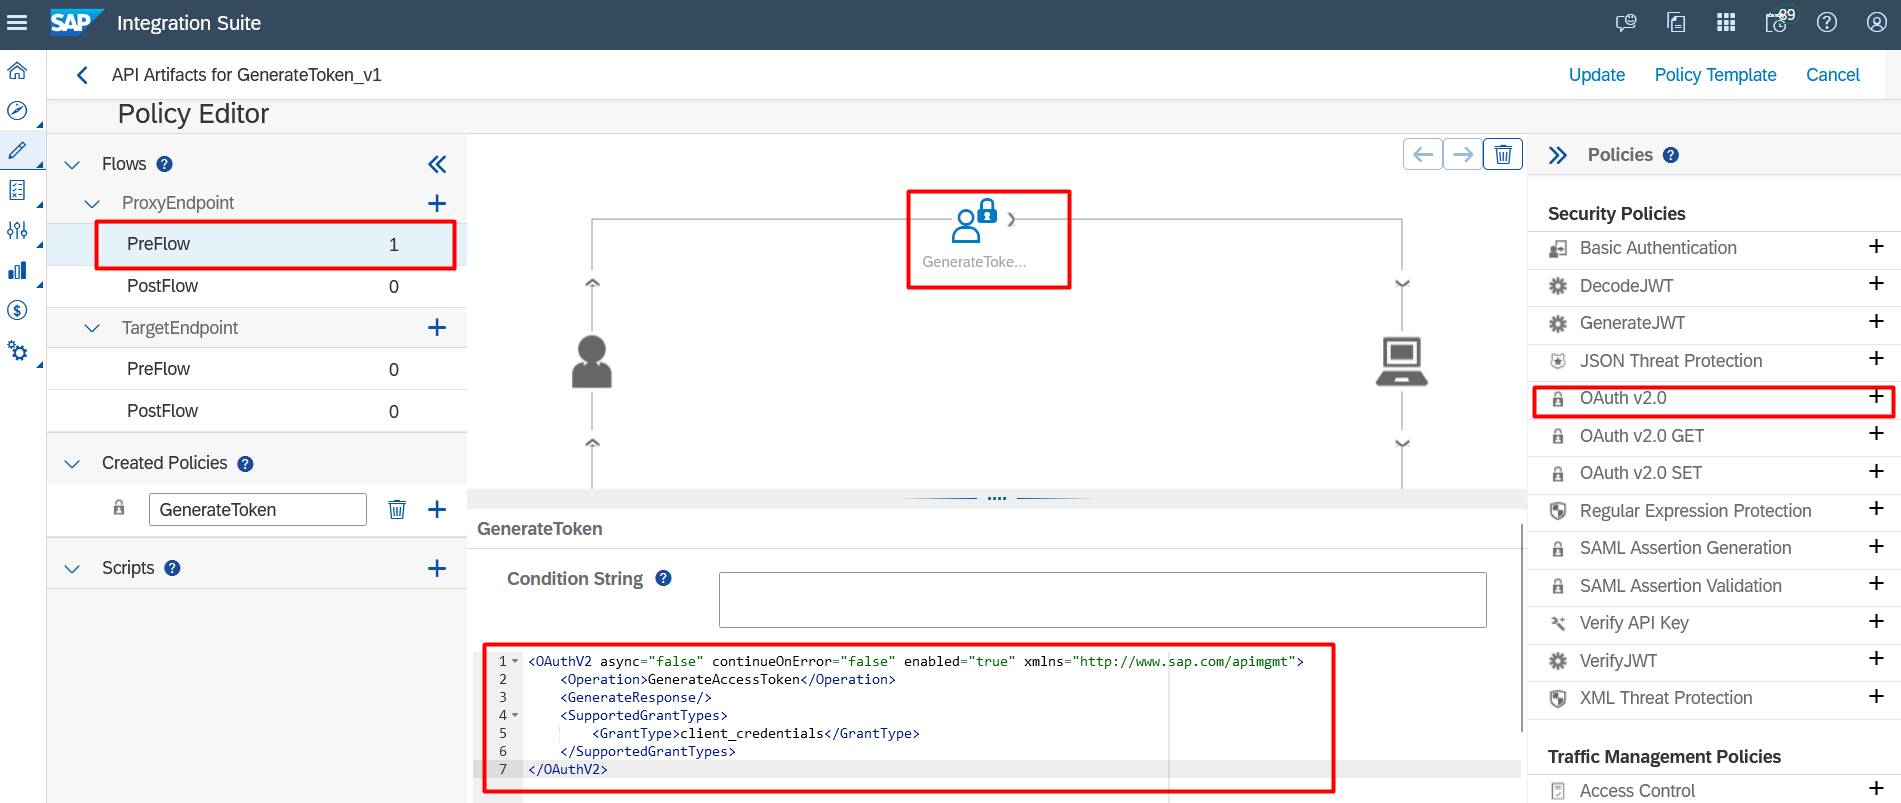 SAP Integration Suite
89
API Artifacts for GenerateToken_v1
Update Policy Template Cancel
Policy Editor
Flows
ProxyEndpoint
PreFlow 1
PostFlow 0
TargetEndpoint
PreFlow 0
PostFlow 0
Created Policies
GenerateToken
Scripts
GenerateToke...
GenerateToken
Condition String
1 <OAuthV2 async="false" continueOnError="false" enabled="true" xmlns="http://www.sap.com/apimgmt">
2 <Operation>GenerateAccessToken</Operation>
3 <GenerateResponse/>
4 <SupportedGrantTypes>
5 <GrantType>client_credentials</GrantType>
6 </SupportedGrantTypes>
7 </OAuthV2>
Policies
Security Policies
Basic Authentication
DecodeJWT
GenerateJWT
JSON Threat Protection
OAuth v2.0
OAuth v2.0 GET
OAuth v2.0 SET
Regular Expression Protection
SAML Assertion Generation
SAML Assertion Validation
Verify API Key
VerifyJWT
XML Threat Protection
Traffic Management Policies
Access Control